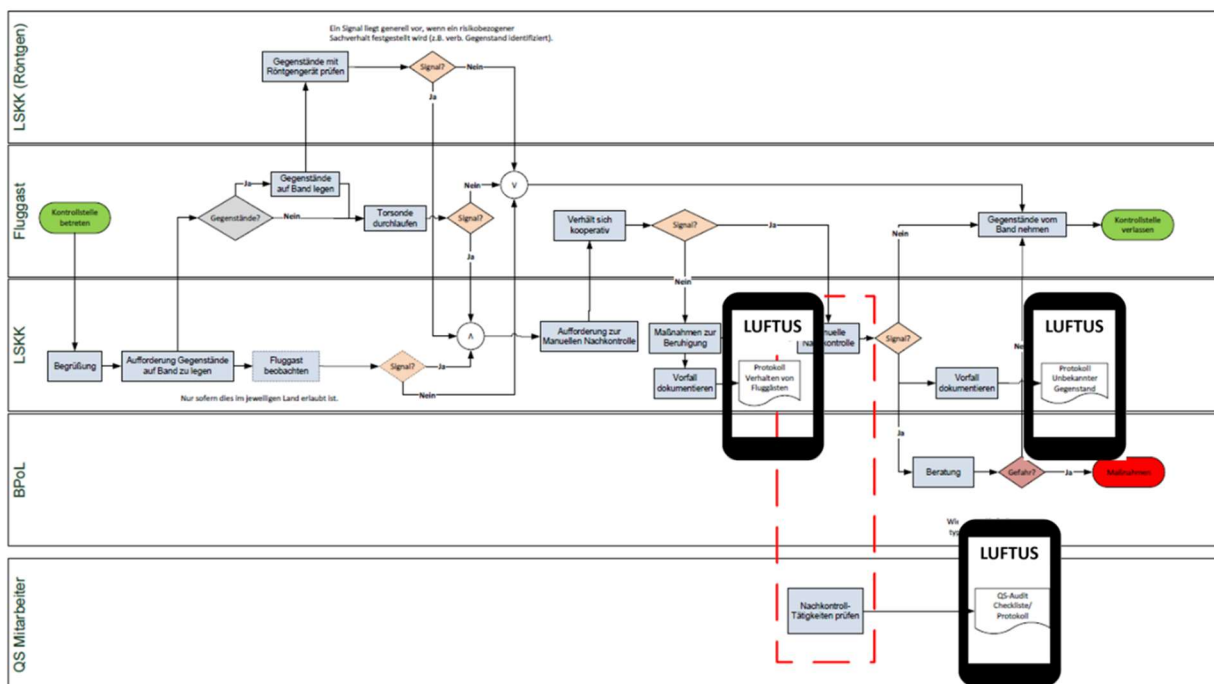 LSKK (Röntgen)
Ein Signal liegt generell vor, wenn ein risikobezogener
Sachverhalt festgestellt wird (z.B. verb. Gegenstand identifiziert).
Gegenstände mit
Röntgengerät prüfen
Signal?
Nein
Ja
Fluggast
Kontrollstelle
betreten
Gegenstände?
Ja
Nein
Gegenstände
auf Band legen
Torsonde
durchlaufen
Nein
Signal?
Ja
V
Verhält sich
kooperativ
Signal?
Ja
Nein
Nein
Gegenstände vom
Band nehmen
Kontrollstelle
verlassen
LSKK
Begrüßung
Aufforderung Gegenstände
auf Band zu legen
Fluggast
beobachten
Signal?
Ja
Nein
Nur sofern dies im jeweiligen Land erlaubt ist.
Λ
Aufforderung zur
Manuellen Nachkontrolle
Maßnahmen zur
Beruhigung
Vorfall
dokumentieren
LUFTUS
Protokoll
Verhalten von
Fluggästen
Signal?
Ja
Vorfall
dokumentieren
LUFTUS
Protokoll
Unbekannter
Gegenstand
BPoL
Beratung
Gefahr?
Ja
Maßnahmen
QS Mitarbeiter
Nachkontroll-
Tätigkeiten prüfen
LUFTUS
QS-Audit
Checkliste/
Protokoll